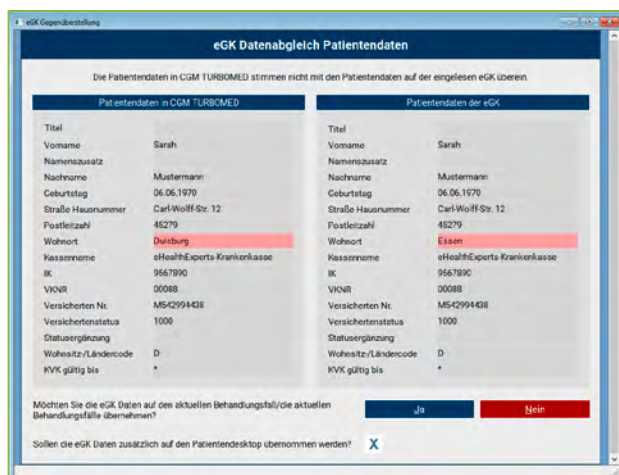 eGK Gegenüberstellung
eGK Datenabgleich Patientendaten
Die Patientendaten in CGM TURBOMED stimmen nicht mit den Patientendaten auf der eingelesen eGK überein.
Patientendaten in CGM TURBOMED
Patientendaten der eGK
Titel
Titel
Vorname Sarah
Vorname Sarah
Namenszusatz
Namenszusatz
Nachname Mustermann
Nachname Mustermann
Geburtstag 06.06.1970
Geburtstag 06.06.1970
Straße Hausnummer Carl-Wolff-Str. 12
Straße Hausnummer Carl-Wolff-Str. 12
Postleitzahl 45279
Postleitzahl 45279
Wohnort Duisburg
Wohnort Essen
Kassenname eHealthExperts-Krankenkasse
Kassenname eHealthExperts-Krankenkasse
IK 9567890
IK 9567890
VKNR 00088
VKNR 00088
Versicherten Nr. M542994438
Versicherten Nr. M542994438
Versichertenstatus 1000
Versichertenstatus 1000
Statusergänzung
Statusergänzung
Wohnsitz-/Ländercode D
Wohnsitz-/Ländercode D
KVK gültig bis *
KVK gültig bis *
Möchten Sie die eGK Daten auf den aktuellen Behandlungsfall/die aktuellen
Behandlungsfälle übernehmen?
Ja
Nein
Sollen die eGK Daten zusätzlich auf den Patientendesktop übernommen werden? X